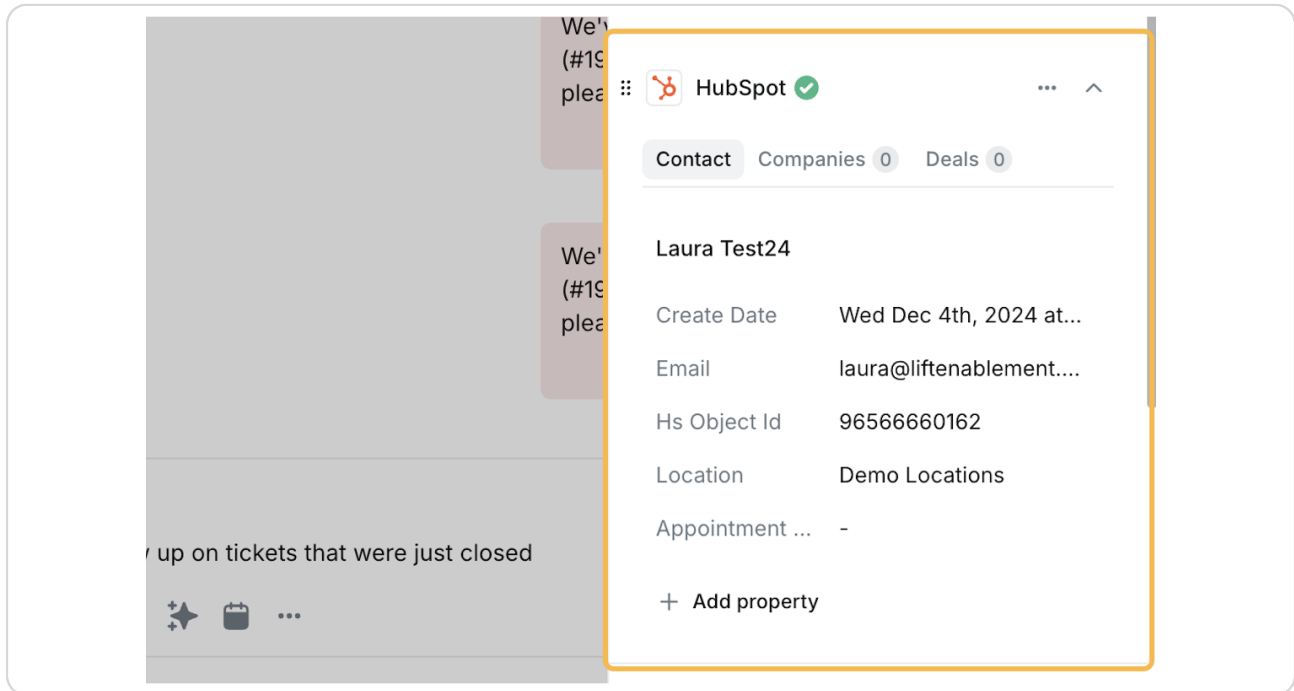 We'
(#19
plea
We'
(#19
plea
up on tickets that were just closed
HubSpot
Contact Companies 0 Deals 0
Laura Test24
Create Date Wed Dec 4th, 2024 at...
Email laura@liftenablement....
Hs Object Id 96566660162
Location Demo Locations
Appointment ... -
+ Add property